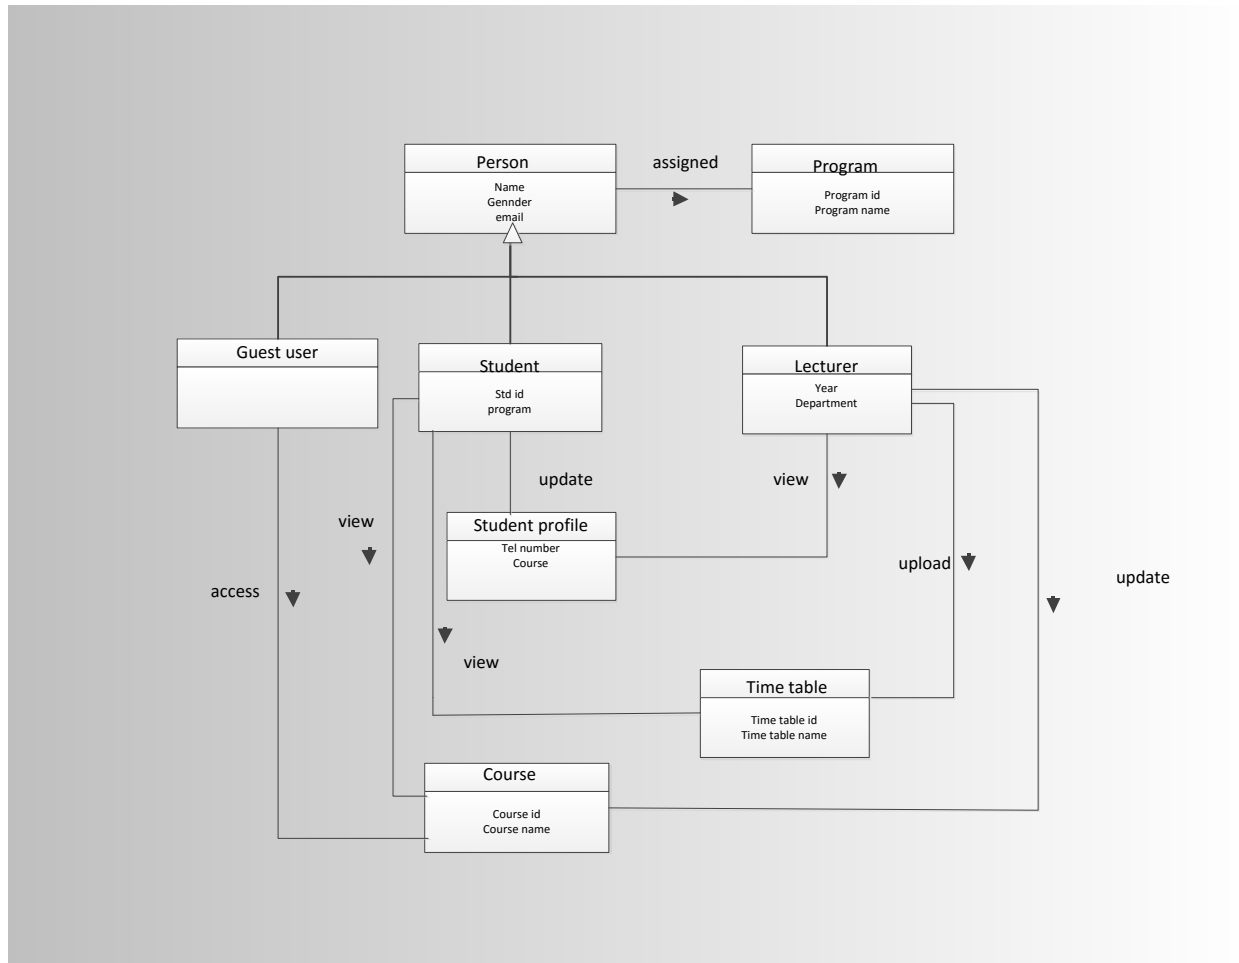 Person
Name
Gennder
email
assigned
Program
Program id
Program name
Guest user
Student
Std id
program
Lecturer
Year
Department
update
view
Student profile
Tel number
Course
view
access
upload
update
view
Time table
Time table id
Time table name
Course
Course id
Course name